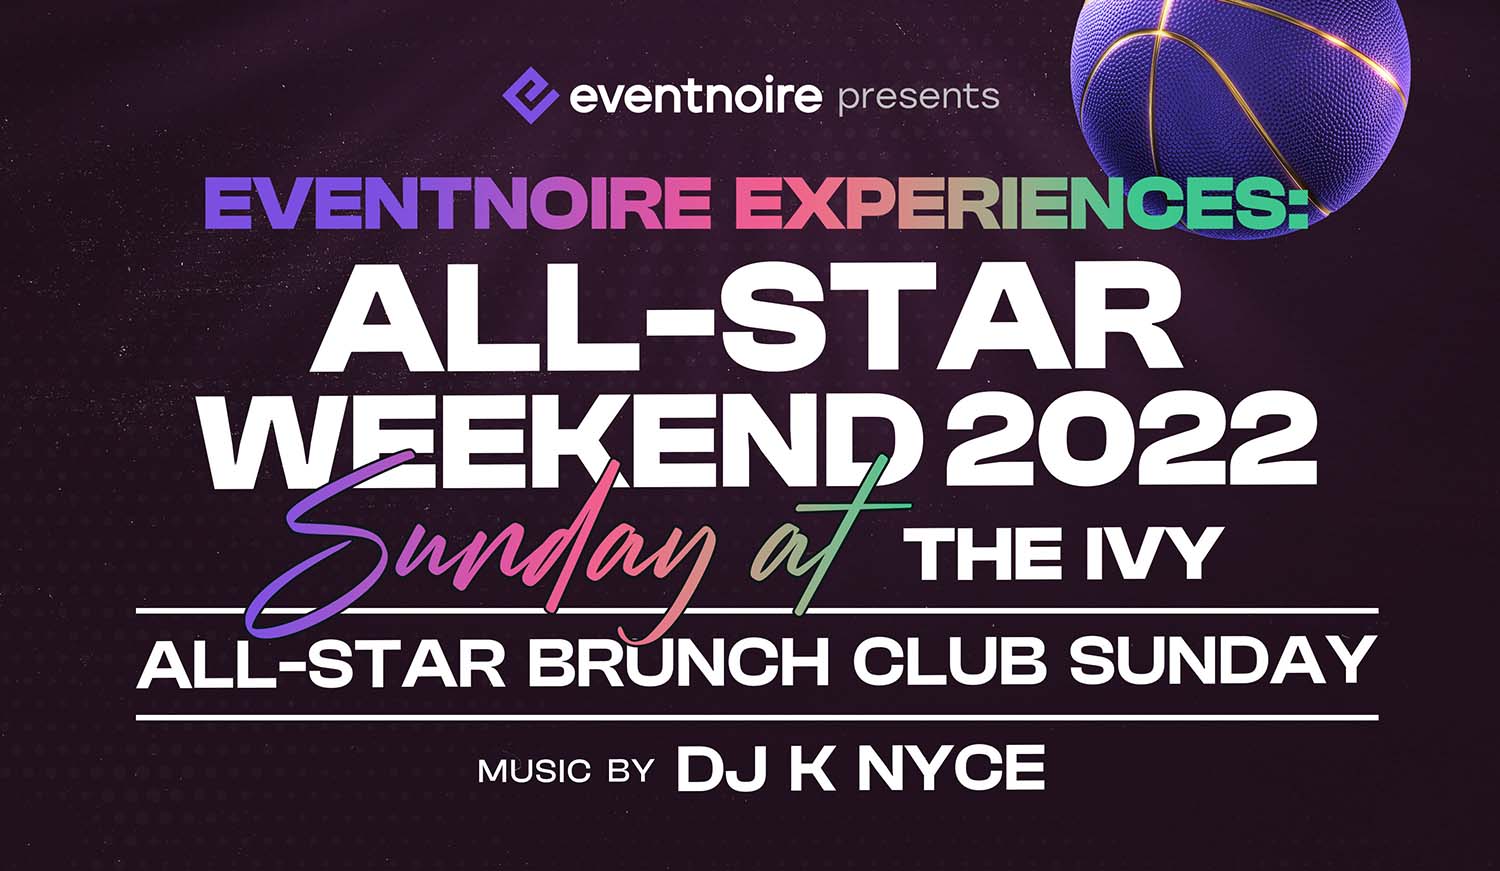 eventnoire presents
EVENTNOIRE EXPERIENCES:
ALL-STAR
WEEKEND 2022
Sunday at THE IVY
ALL-STAR BRUNCH CLUB SUNDAY
MUSIC BY DJ K NYCE